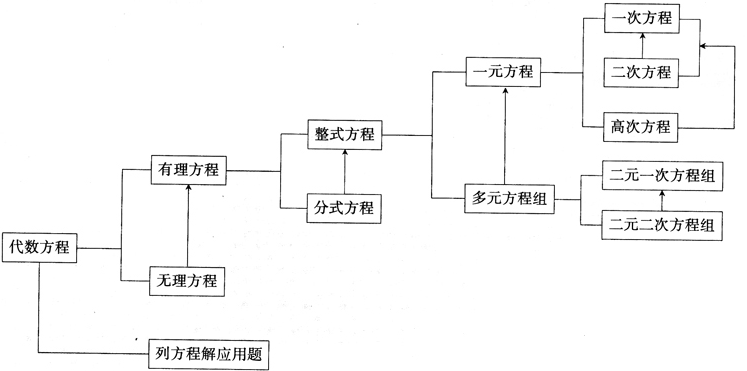 一次方程
一元方程
二次方程
整式方程
高次方程
有理方程
二元一次方程组
分式方程
多元方程组
二元二次方程组
代数方程
无理方程
列方程解应用题